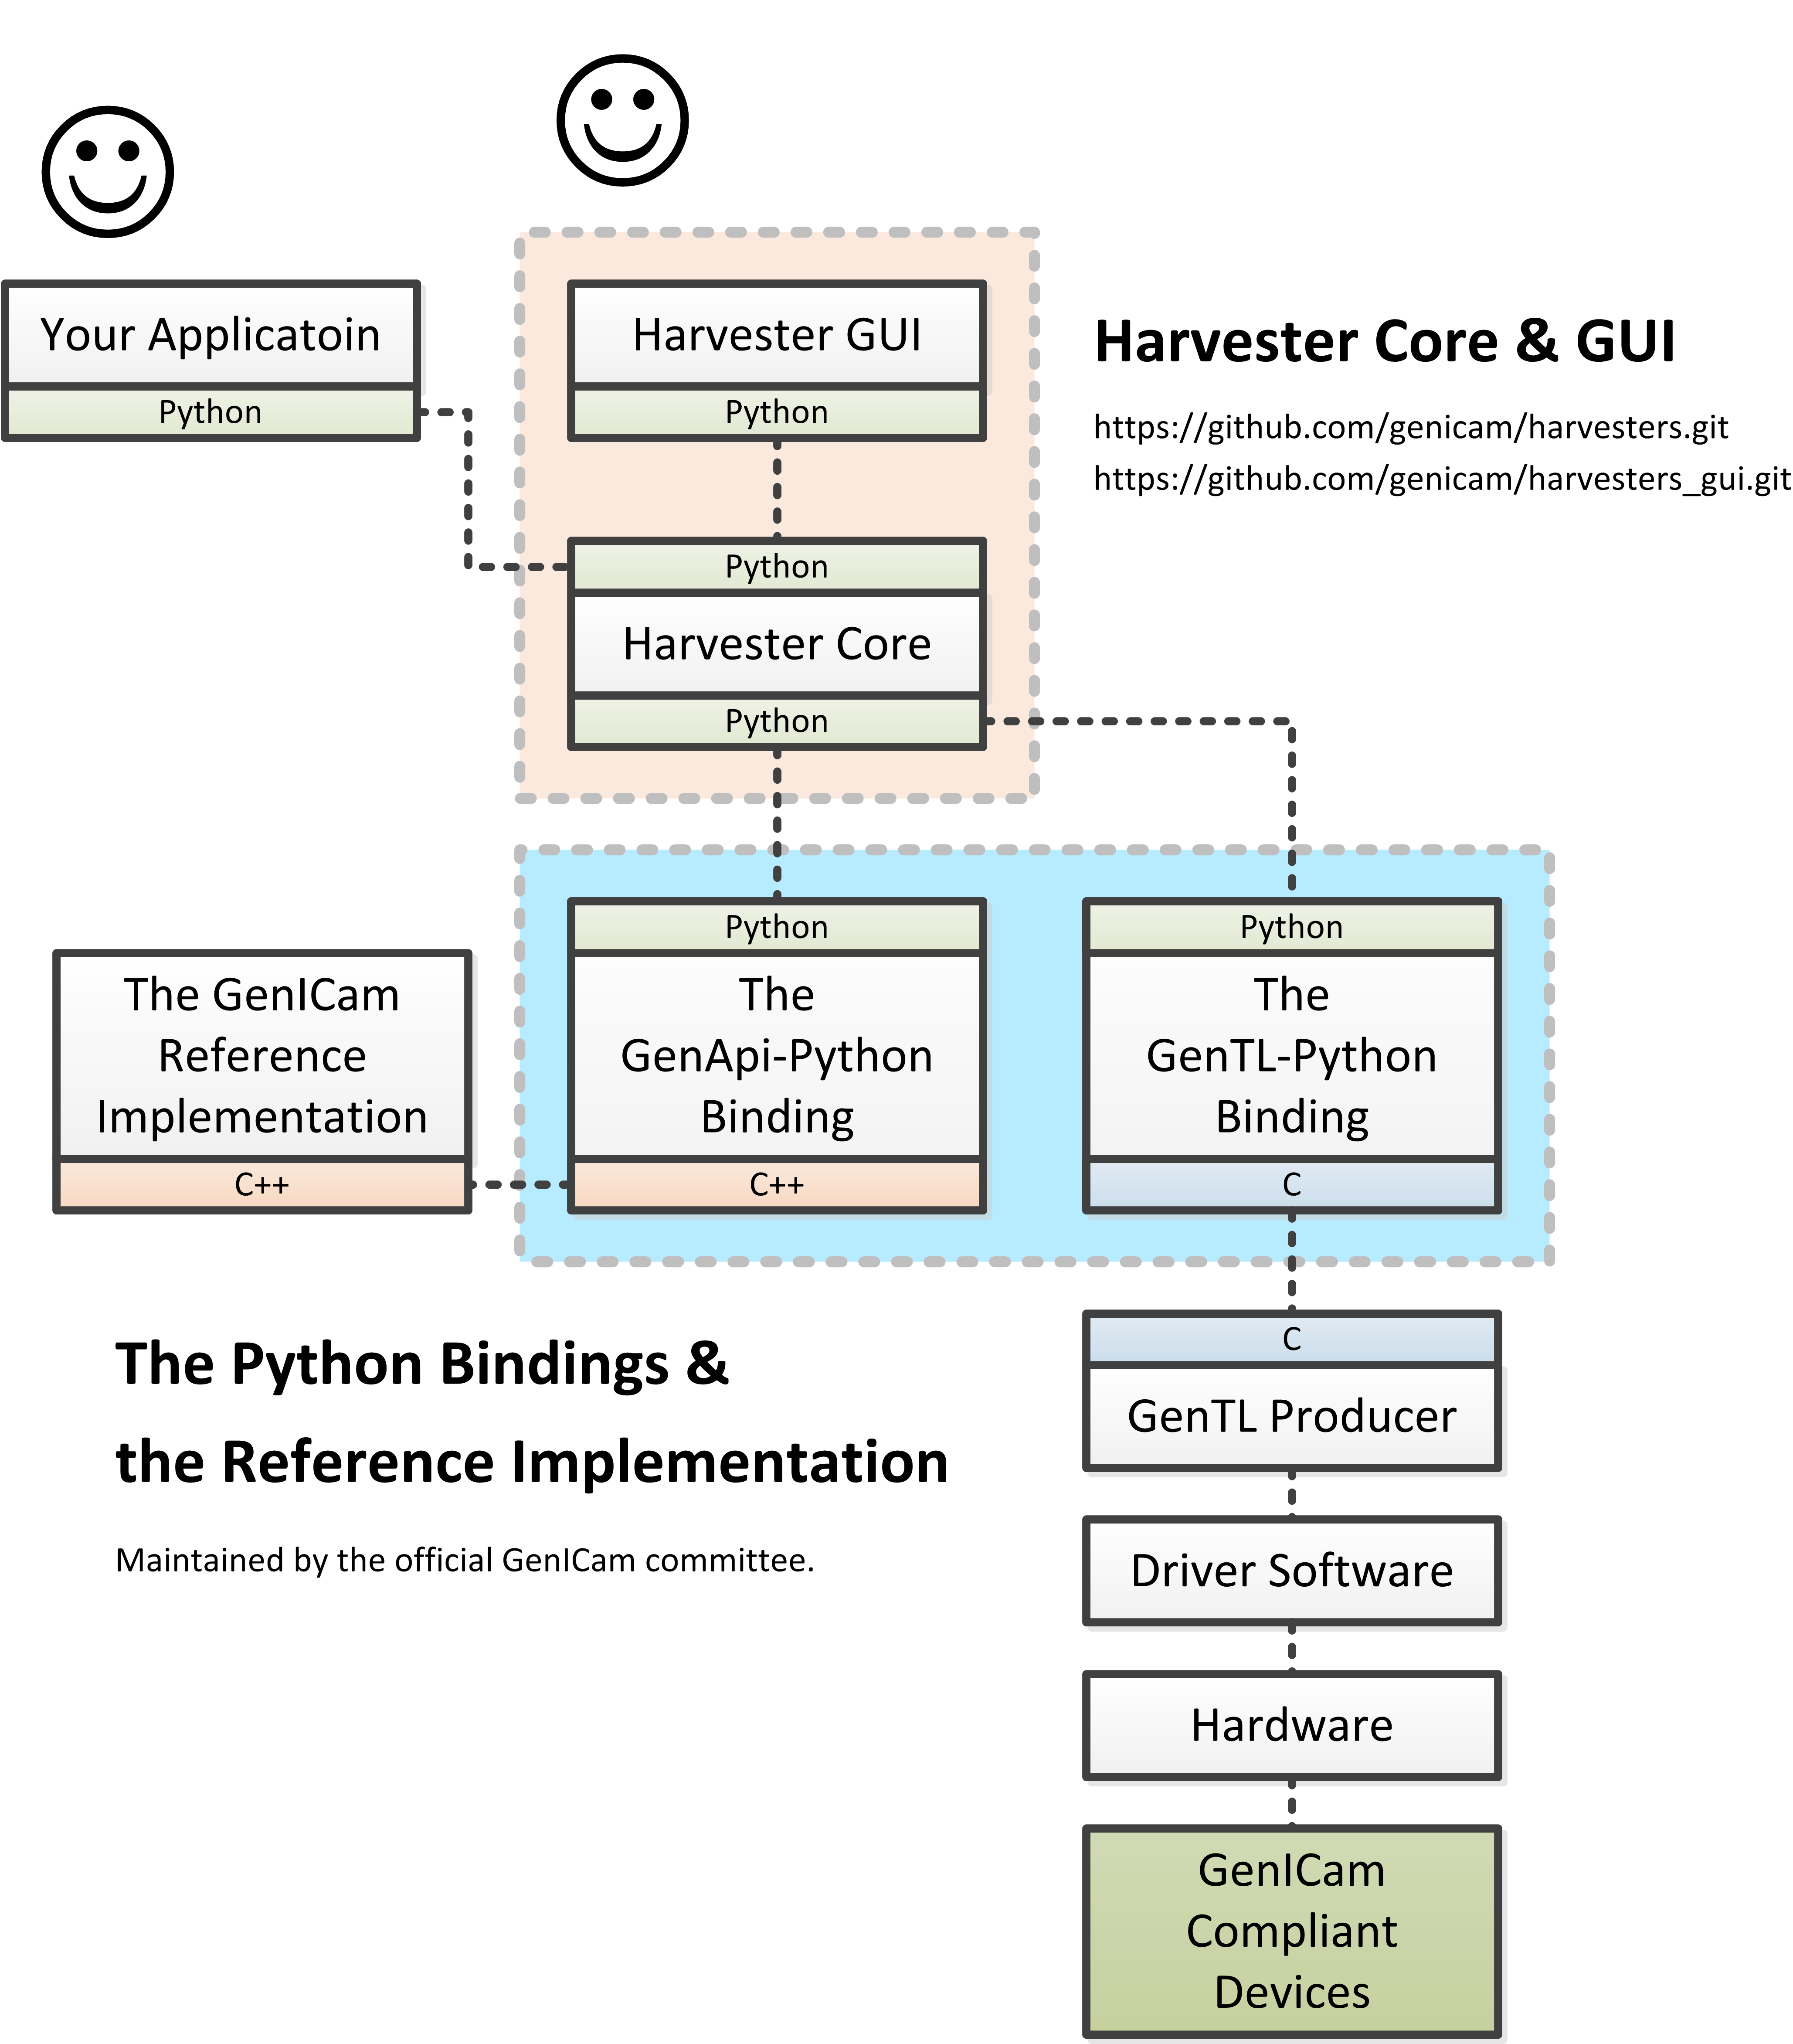 Your Applicatoin
Python
Harvester GUI
Python
Harvester Core & GUI
https://github.com/genicam/harvesters.git
https://github.com/genicam/harvesters_gui.git
Python
Harvester Core
Python
The GenICam
Reference
Implementation
C++
Python
The
GenApi-Python
Binding
C++
Python
The
GenTL-Python
Binding
C
The Python Bindings &
the Reference Implementation
Maintained by the official GenICam committee.
C
GenTL Producer
Driver Software
Hardware
GenICam
Compliant
Devices